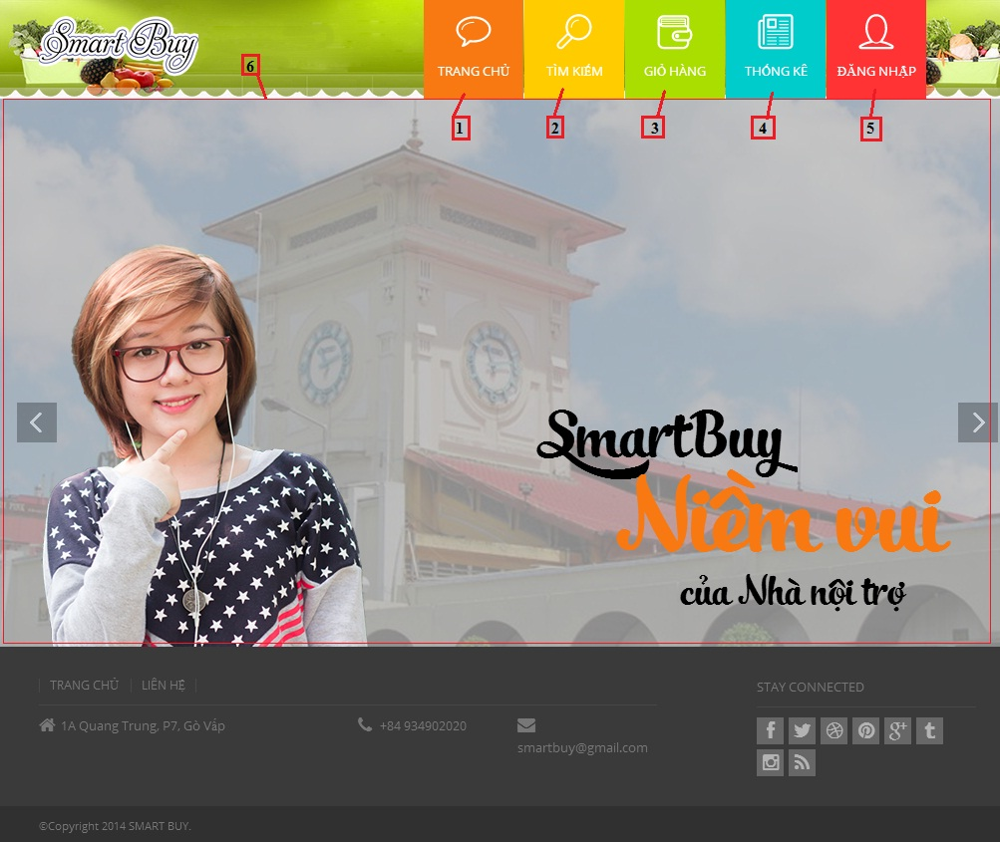 Smart Buy
TRANG CHỦ
TÌM KIẾM
GIỎ HÀNG
THỐNG KÊ
ĐĂNG NHẬP
6
1
2
3
4
5
SmartBuy
Niềm vui
của Nhà nội trợ
TRANG CHỦ
LIÊN HỆ
STAY CONNECTED
1A Quang Trung, P7, Gò Vấp
+84 934902020
smartbuy@gmail.com
©Copyright 2014 SMART BUY.